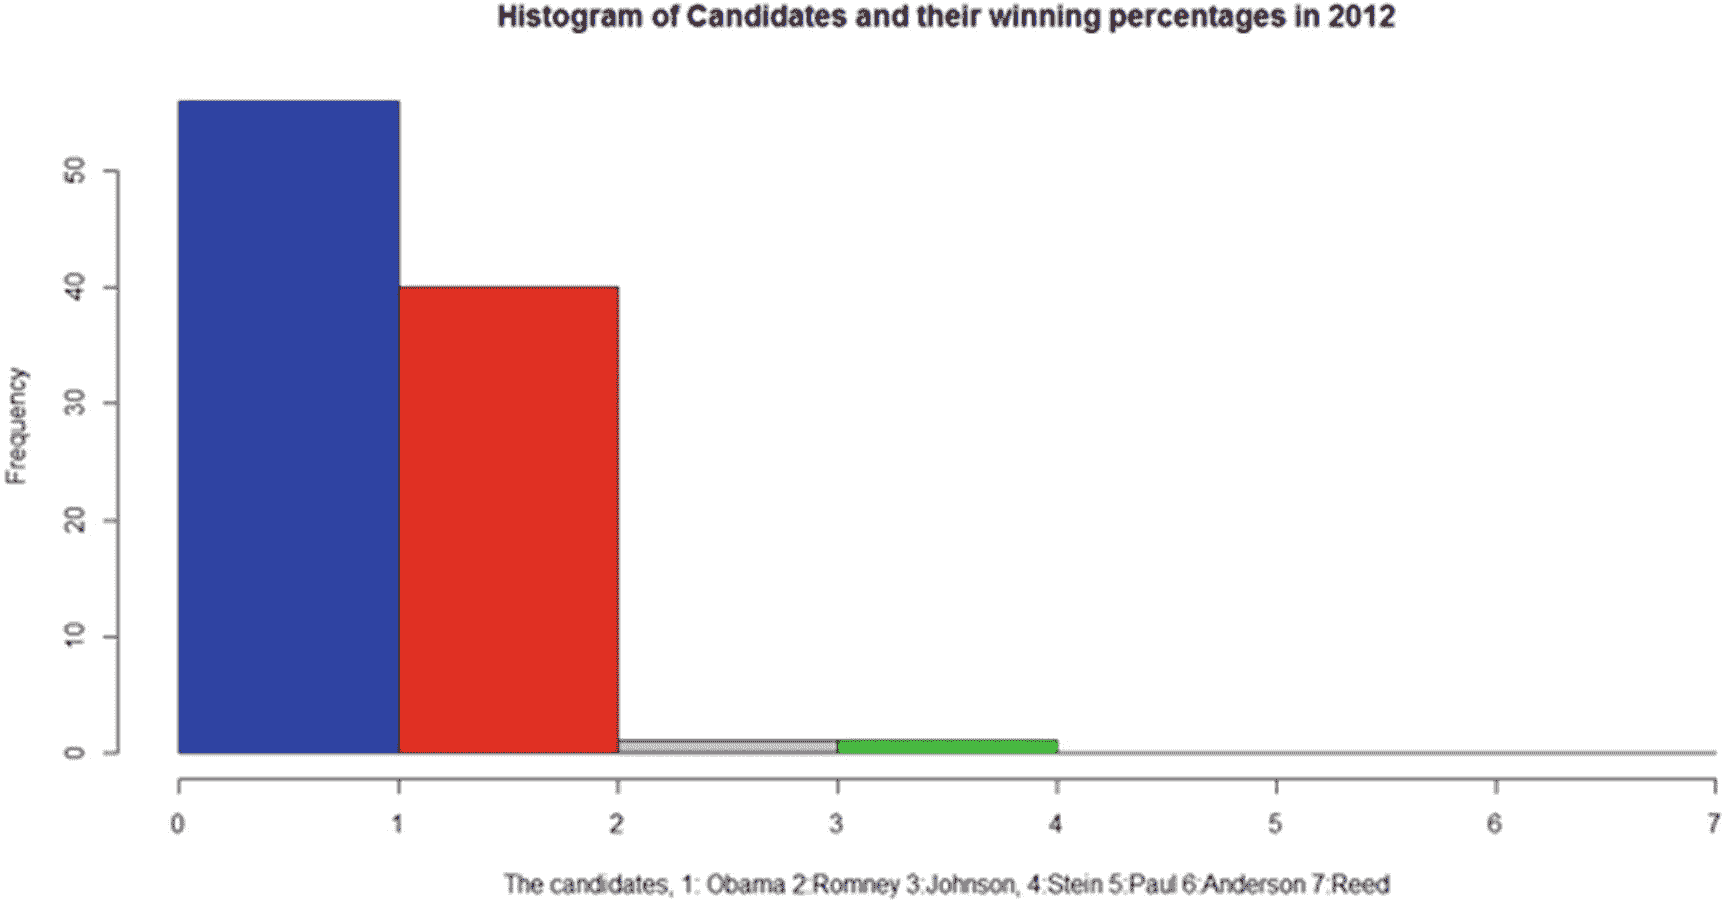 Histogram of Candidates and their winning percentages in 2012
Frequency
50
40
30
20
10
0
0 1 2 3 4 5 6 7
The candidates, 1: Obama 2:Romney 3:Johnson, 4:Stein 5:Paul 6:Anderson 7:Reed